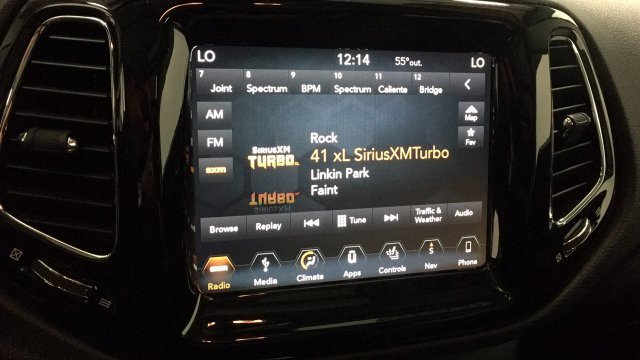 LO 12:14 55°out. LO
7 8 9 10 11 12
Joint Spectrum BPM Spectrum Caliente Bridge
AM
Map
FM
Fav
sxm
Rock
SiriusXM
TURBO
41 xL SiriusXMTurbo
Linkin Park
Faint
Browse Replay Tune Traffic & Weather Audio
Radio Media Climate Apps Controls Nav Phone